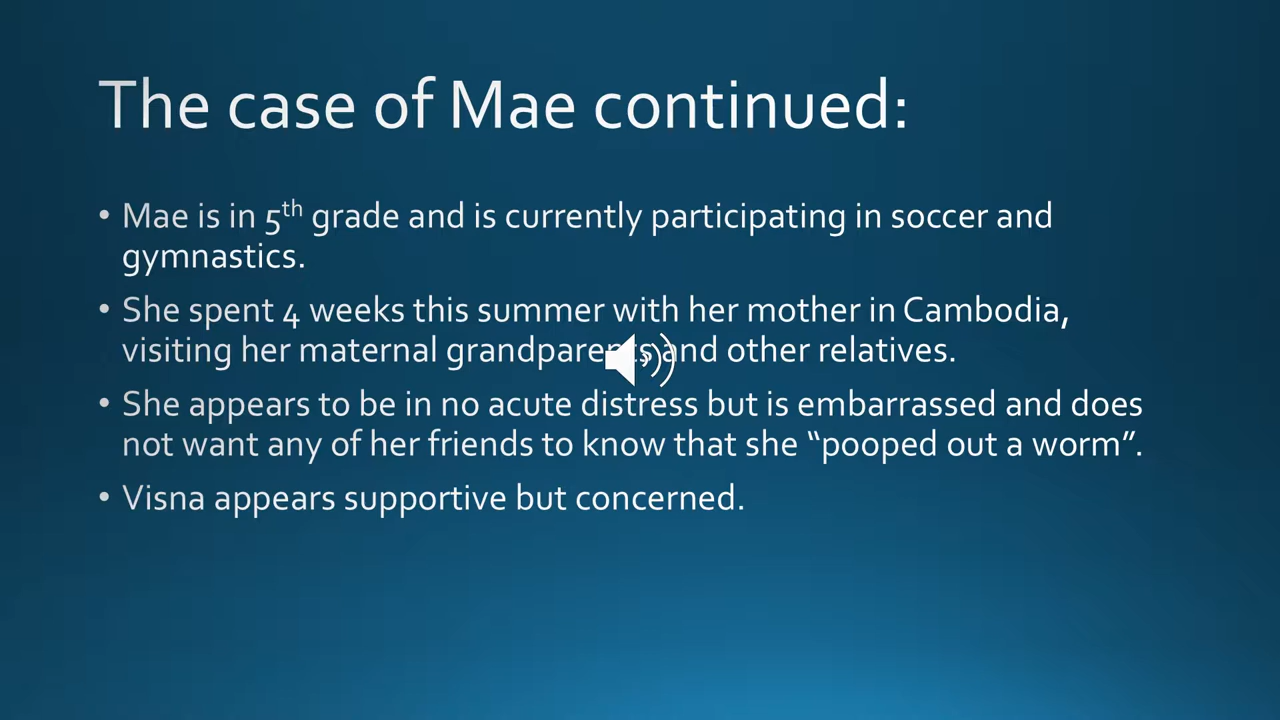 The case of Mae continued:
• Mae is in 5th grade and is currently participating in soccer and
gymnastics.
• She spent 4 weeks this summer with her mother in Cambodia,
visiting her maternal grandparents and other relatives.
• She appears to be in no acute distress but is embarrassed and does
not want any of her friends to know that she “pooped out a worm”.
• Visna appears supportive but concerned.